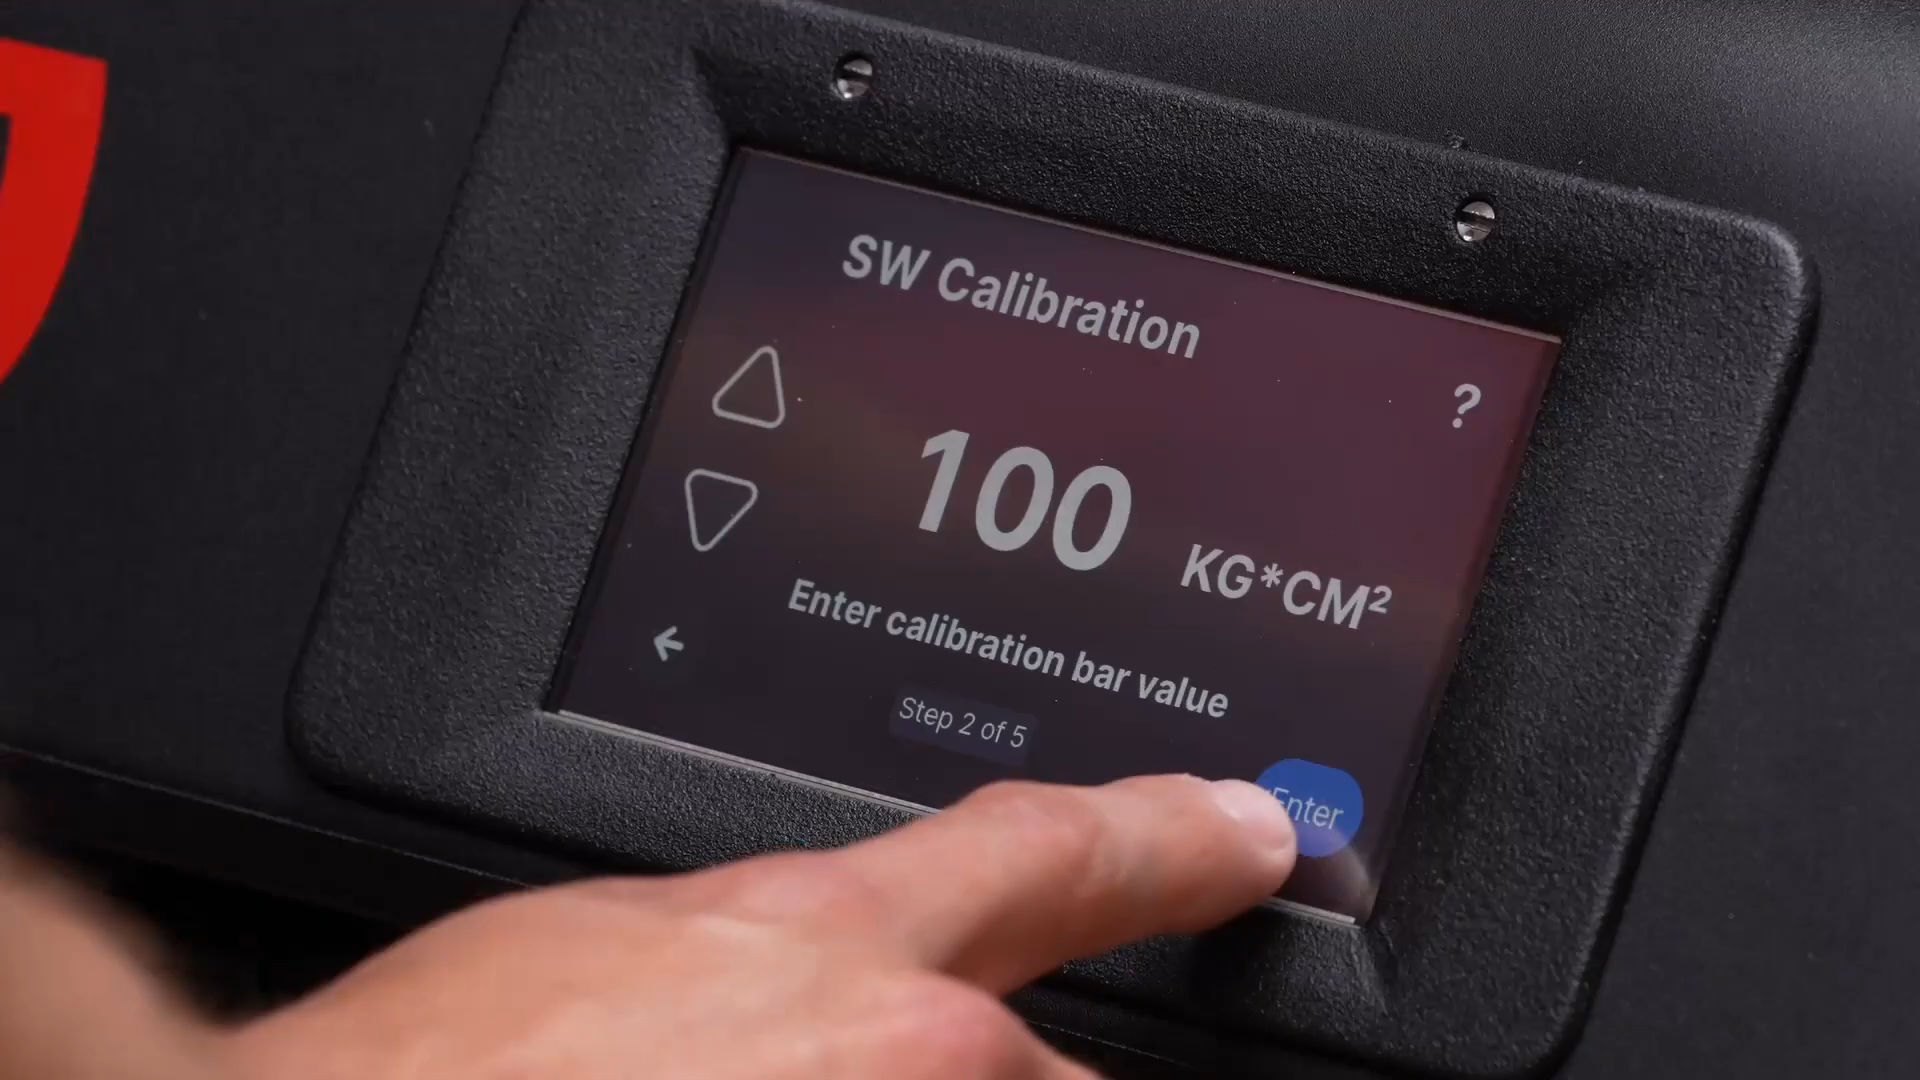 SW Calibration
?
100 KG*CM²
Enter calibration bar value
Step 2 of 5
Enter